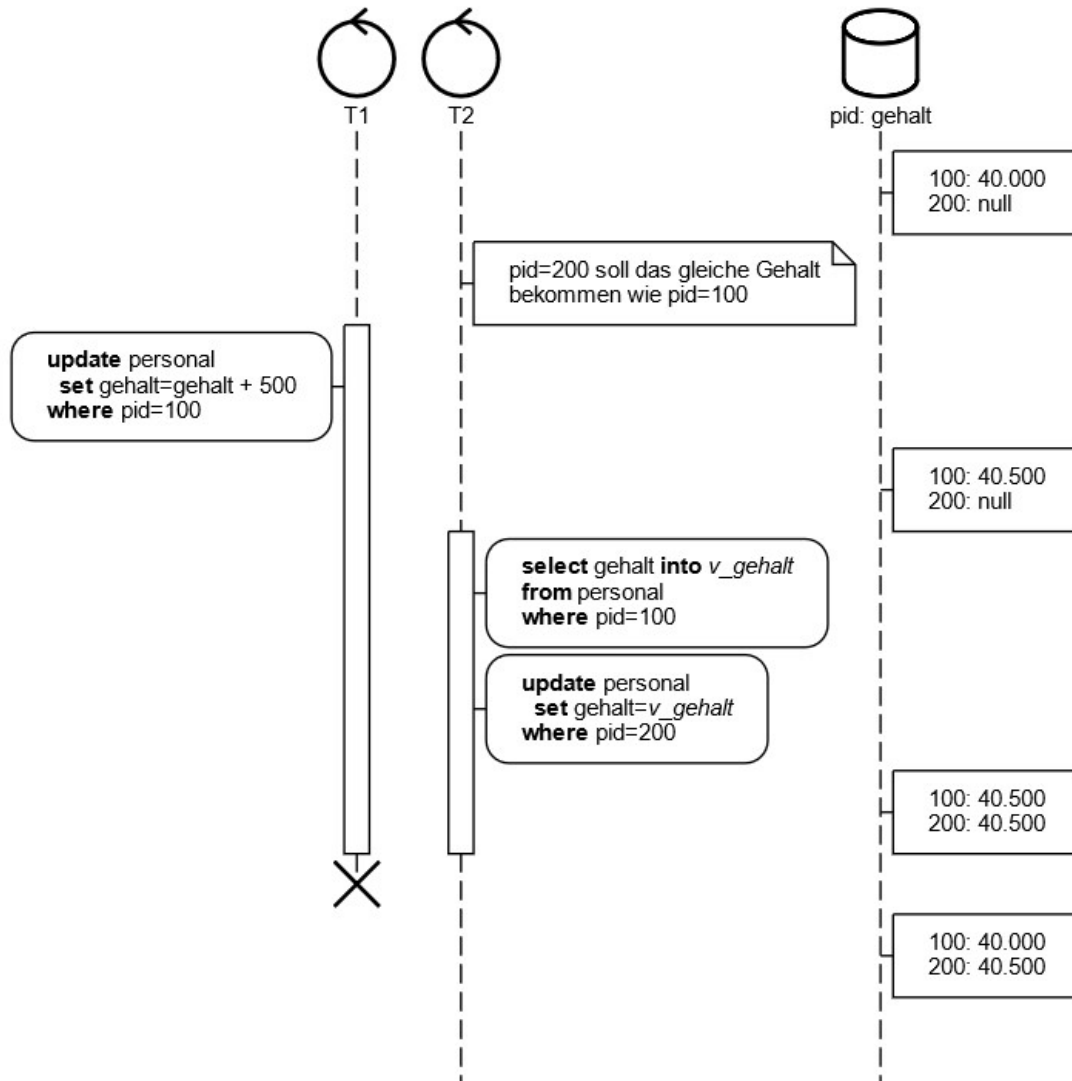 T1
T2
pid: gehalt
100: 40.000
200: null
pid=200 soll das gleiche Gehalt
bekommen wie pid=100
update personal
set gehalt=gehalt + 500
where pid=100
100: 40.500
200: null
select gehalt into v_gehalt
from personal
where pid=100
update personal
set gehalt=v_gehalt
where pid=200
100: 40.500
200: 40.500
100: 40.000
200: 40.500